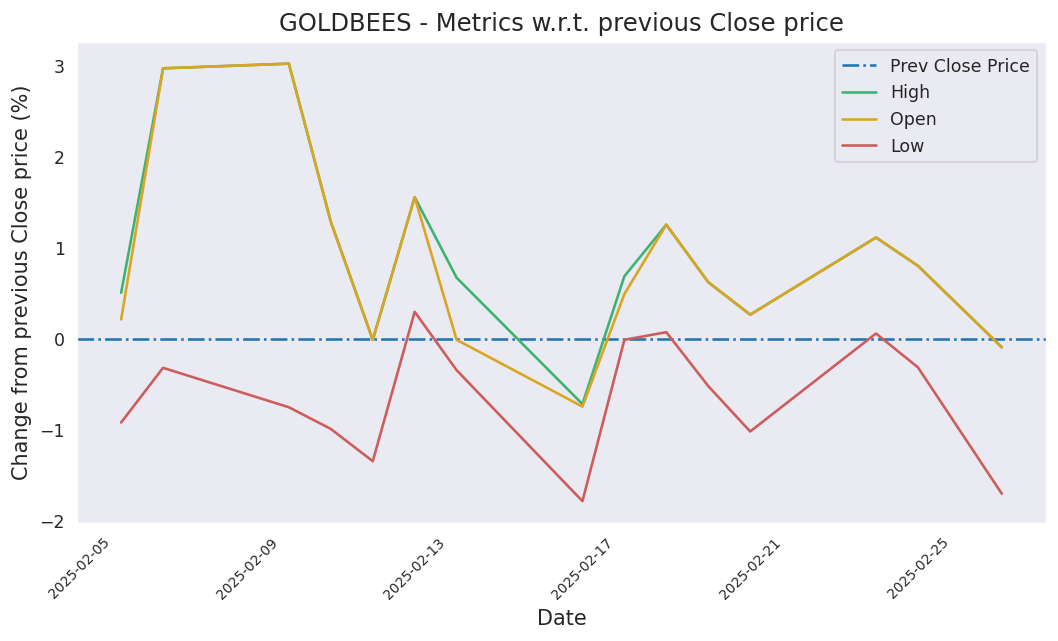 GOLDBEES - Metrics w.r.t. previous Close price
Change from previous Close price (%)
3
2
1
0
−1
−2
Prev Close Price
High
Open
Low
2025-02-05
2025-02-09
2025-02-13
2025-02-17
2025-02-21
2025-02-25
Date